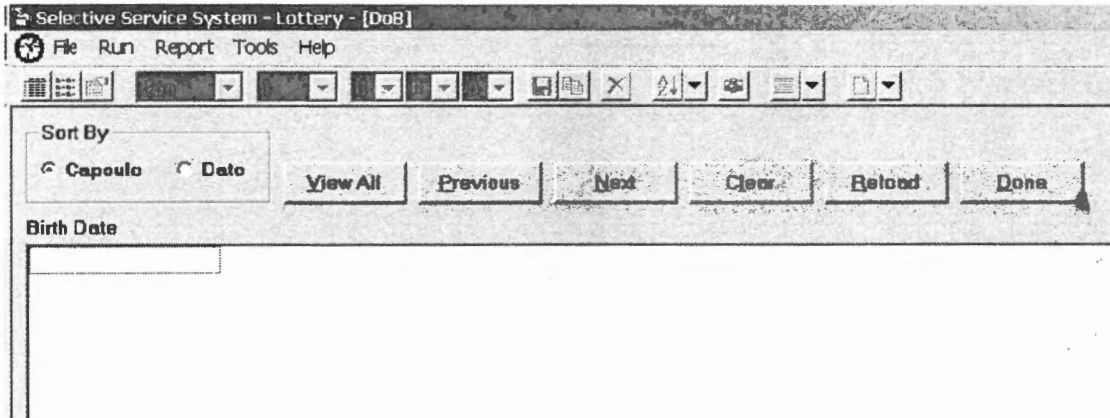 Selective Service System - Lottery - [DoB]
File Run Report Tools Help
Sort By
Capsule Date
View All Previous Next Clear Reload Done
Birth Date